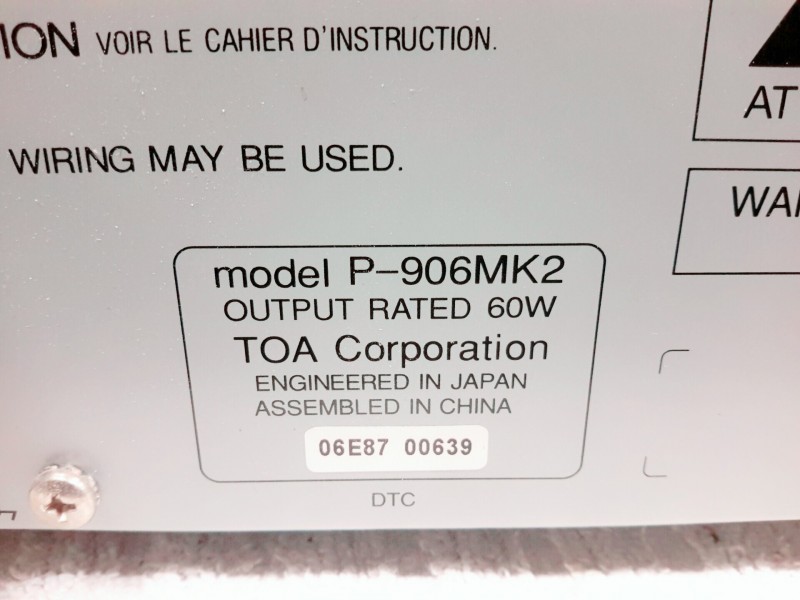 ION VOIR LE CAHIER D'INSTRUCTION.
AT
WIRING MAY BE USED.
WAR
model P-906MK2
OUTPUT RATED 60W
TOA Corporation
ENGINEERED IN JAPAN
ASSEMBLED IN CHINA
06E87 00639
DTC